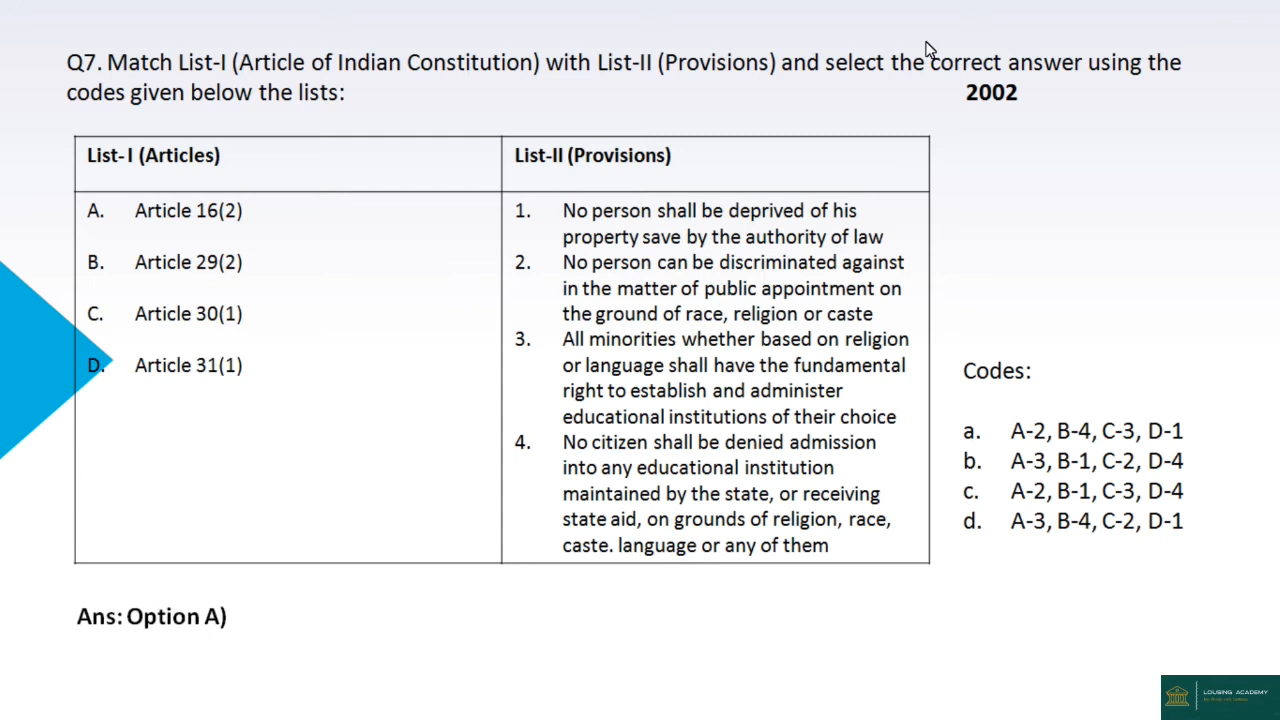 Q7. Match List-I (Article of Indian Constitution) with List-II (Provisions) and select the correct answer using the
codes given below the lists: 2002
List- I (Articles)
List-II (Provisions)
A. Article 16(2)
B. Article 29(2)
C. Article 30(1)
D. Article 31(1)
1. No person shall be deprived of his
property save by the authority of law
2. No person can be discriminated against
in the matter of public appointment on
the ground of race, religion or caste
3. All minorities whether based on religion
or language shall have the fundamental
right to establish and administer
educational institutions of their choice
4. No citizen shall be denied admission
into any educational institution
maintained by the state, or receiving
state aid, on grounds of religion, race,
caste. language or any of them
Codes:
a. A-2, B-4, C-3, D-1
b. A-3, B-1, C-2, D-4
c. A-2, B-1, C-3, D-4
d. A-3, B-4, C-2, D-1
Ans: Option A)
LOUSING ACADEMY